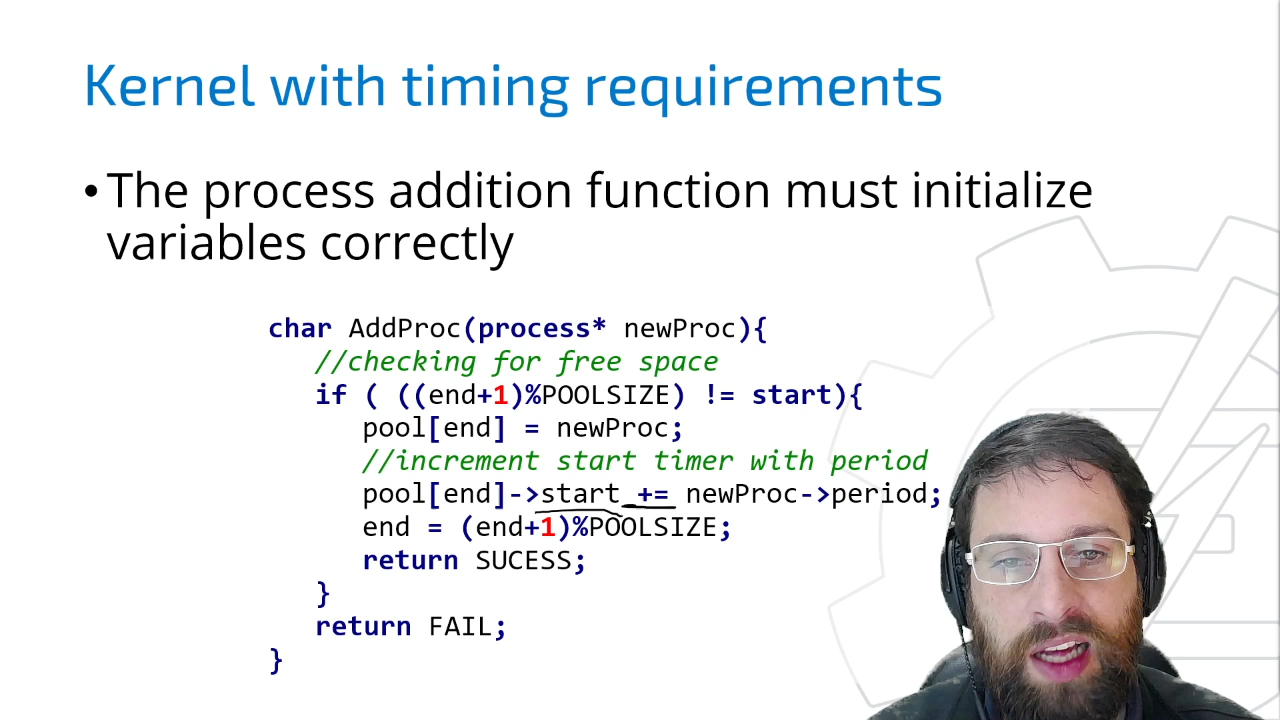 Kernel with timing requirements
• The process addition function must initialize
variables correctly
char AddProc(process* newProc){
//checking for free space
if ( ((end+1)%POOLSIZE) != start){
pool[end] = newProc;
//increment start timer with period
pool[end]->start += newProc->period;
end = (end+1)%POOLSIZE;
return SUCESS;
}
return FAIL;
}